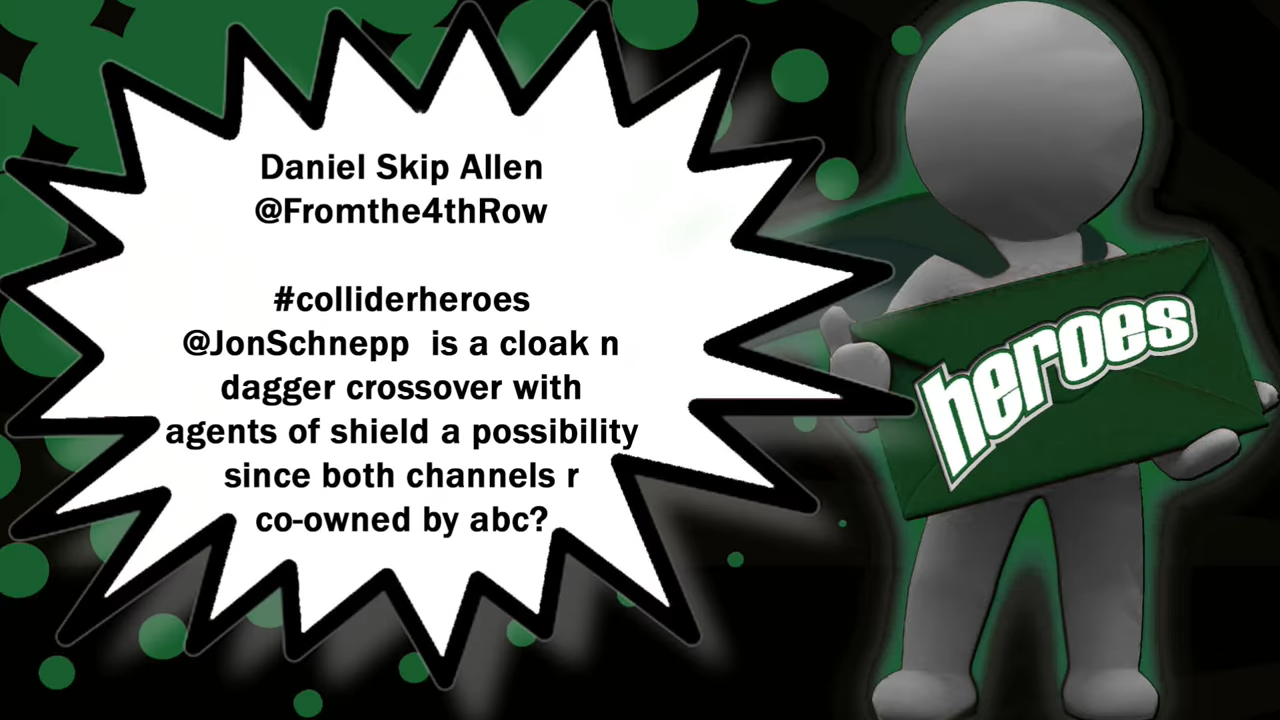 Daniel Skip Allen
@Fromthe4thRow
#colliderheroes
@JonSchnepp  is a cloak n
dagger crossover with
agents of shield a possibility
since both channels r
co-owned by abc?
heroes